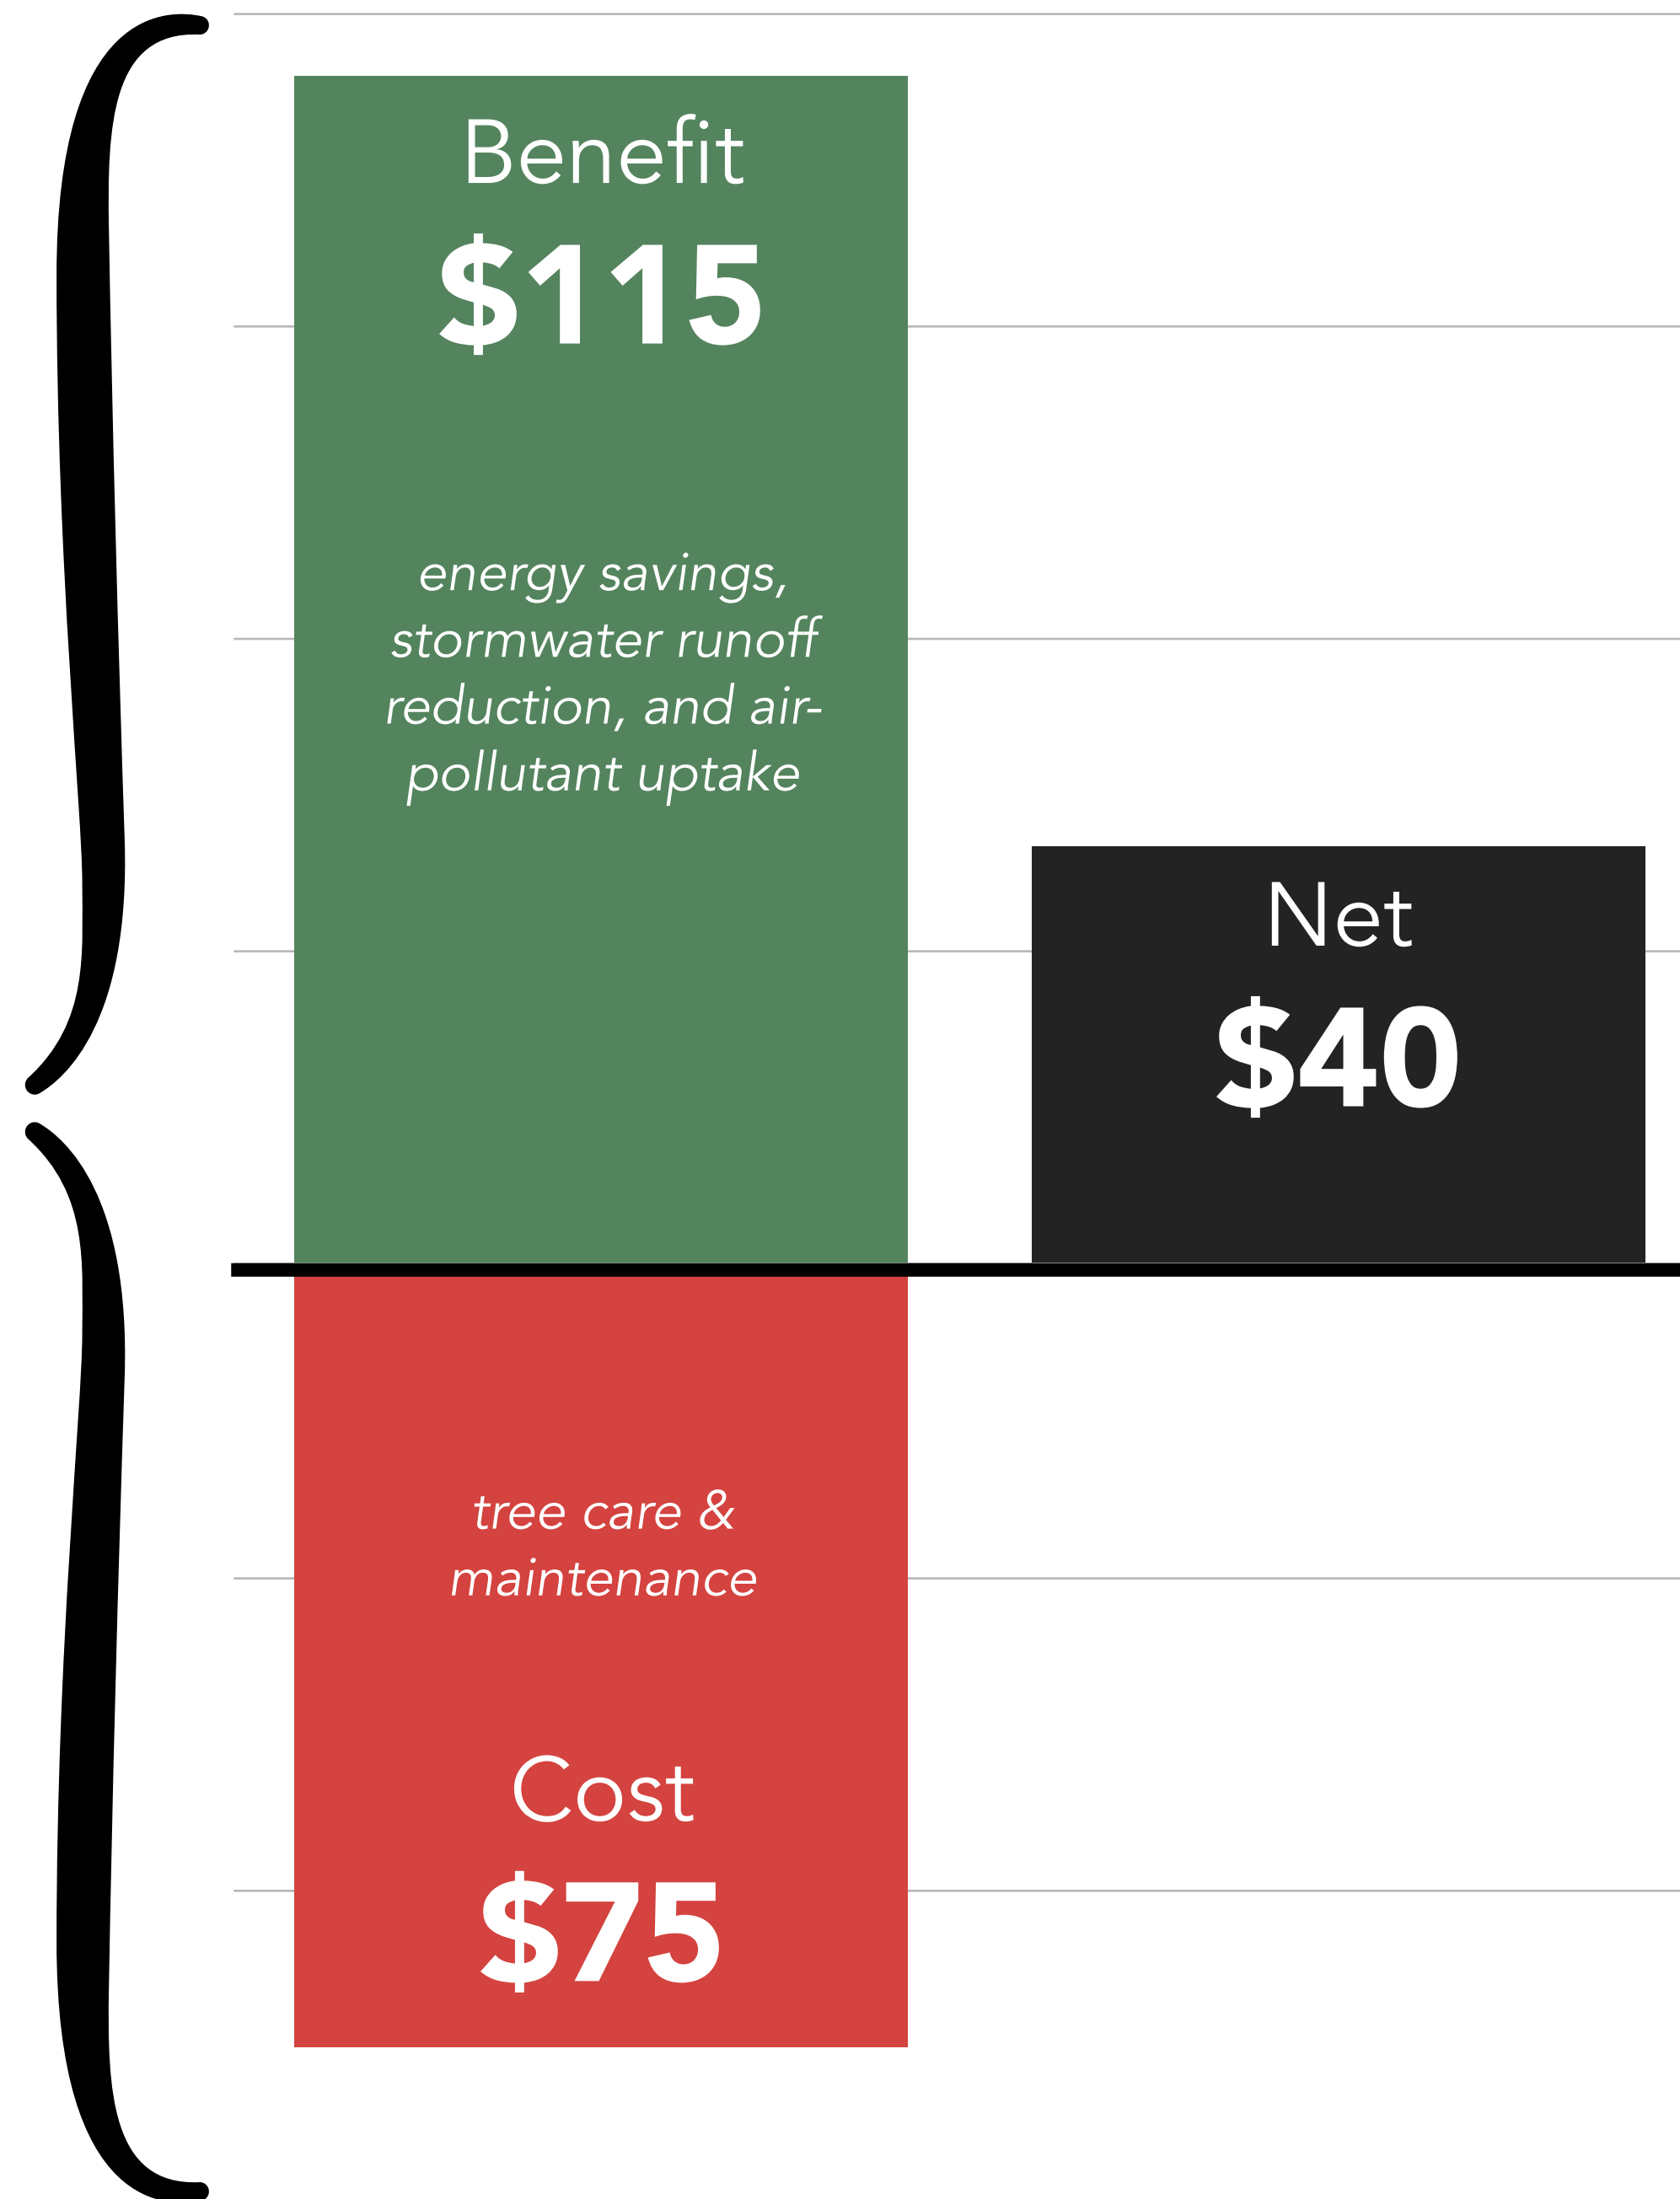 Benefit
$115
energy savings,
stormwater runoff
reduction, and air-
pollutant uptake
Net
$40
tree care &
maintenance
Cost
$75